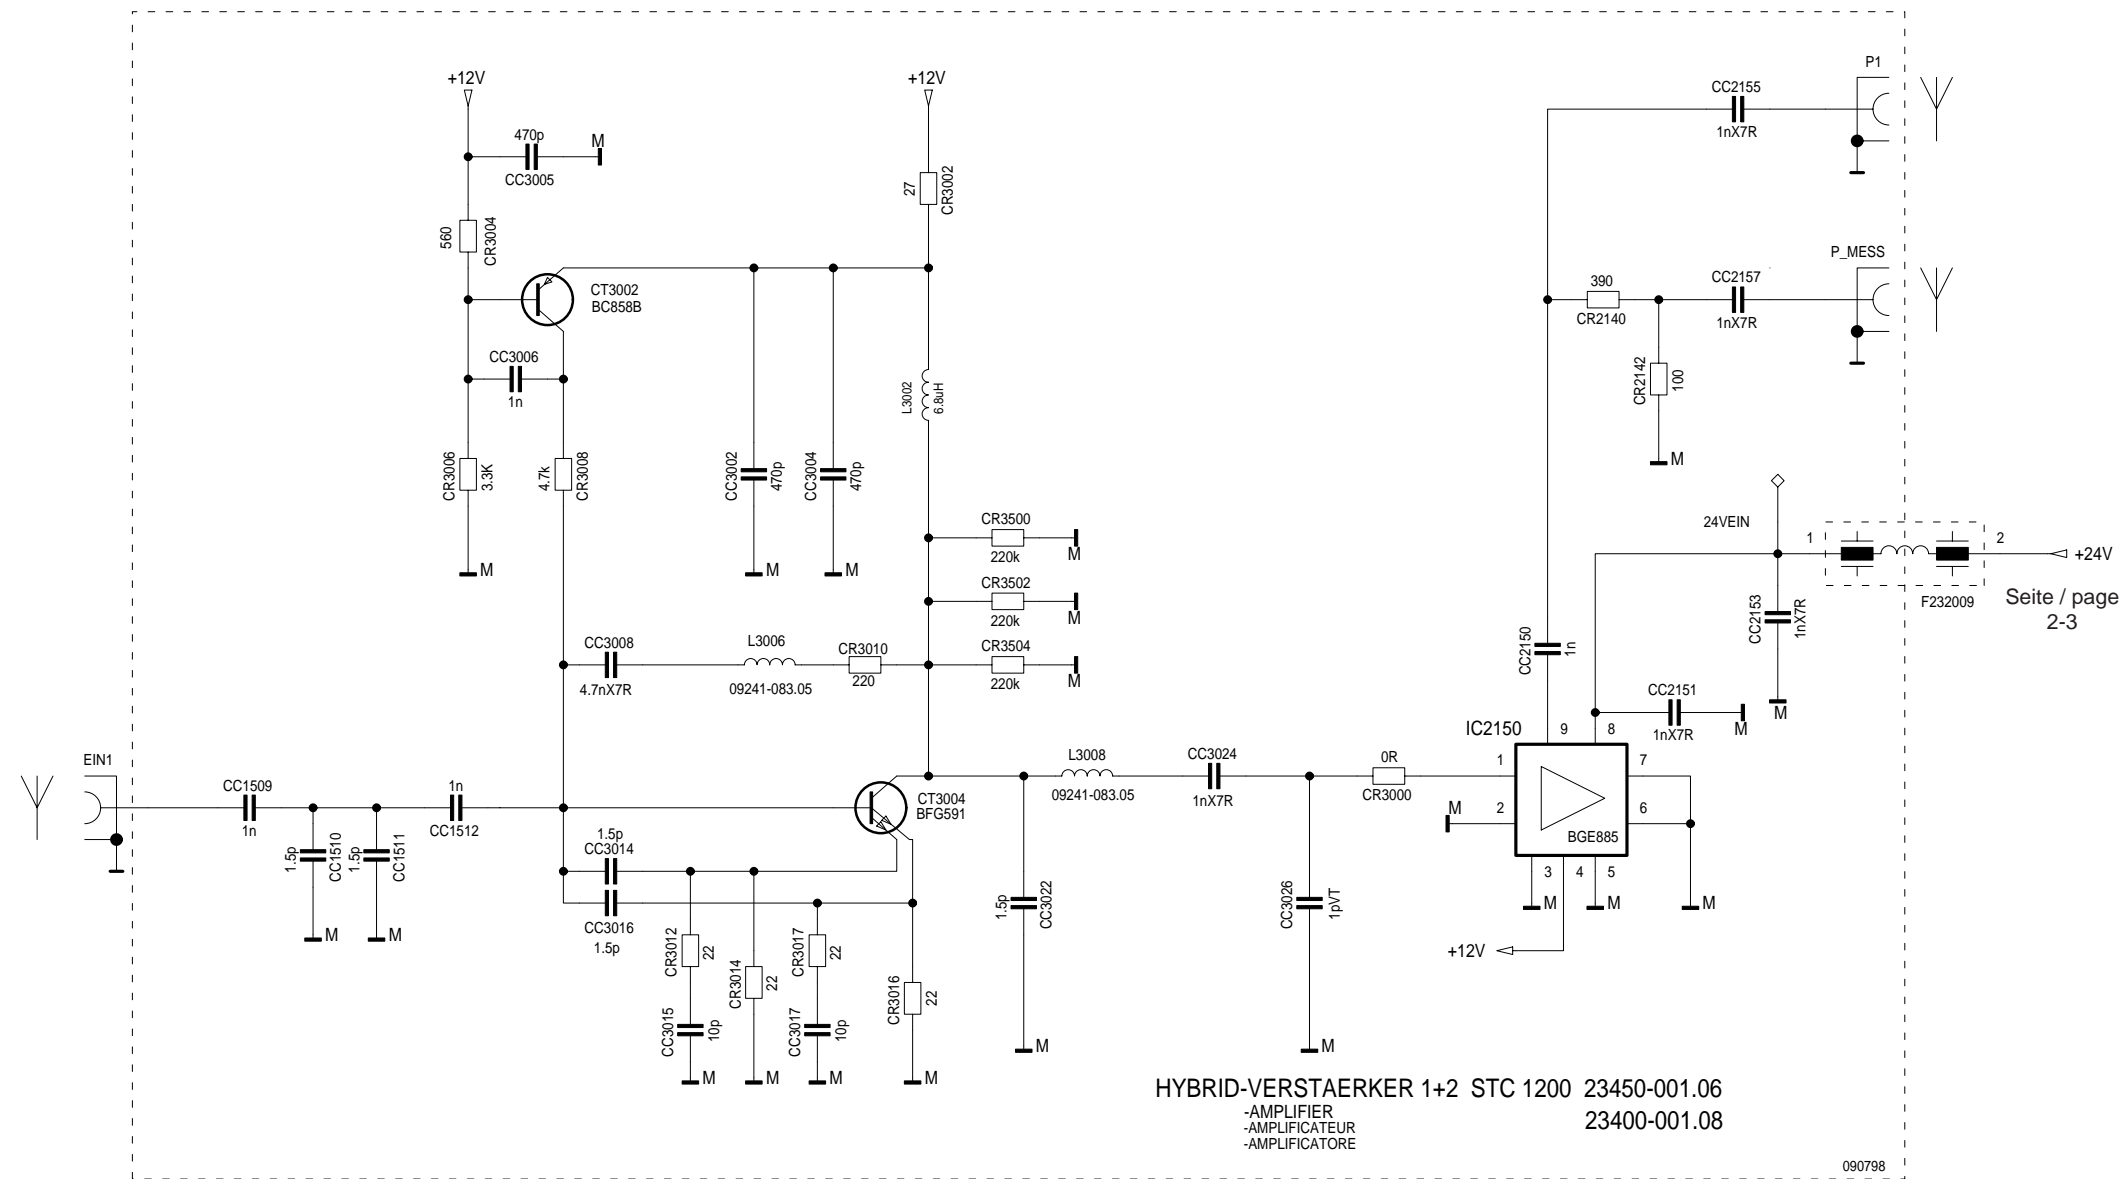 P1
+12V
+12V
CC2155
1nX7R
470p
M
CC3005
27
CR3002
560
CR3004
P_MESS
CT3002
BC858B
CC2157
390
CR2140
1nX7R
CC3006
1n
L3002
6.8uH
CR2142
100
M
CR3006
3.3K
4.7k
CR3008
CC3002
470p
CC3004
470p
M
M
M
CR3500
220k
M
CR3502
220k
M
CR3504
220k
M
24VEIN
1
2
+24V
F232009
Seite / page
2-3
CC2153
1nX7R
M
CC2150
1n
CC3008
4.7nX7R
L3006
09241-083.05
CR3010
220
CC2151
1nX7R
M
IC2150
9
8
1
7
2
6
M
BGE885
3
4
5
M
M
M
+12V
EIN1
CC1509
1n
1n
CC1512
1.5p
CC1510
1.5p
CC1511
M
M
CT3004
BFG591
L3008
09241-083.05
CC3024
1nX7R
0R
CR3000
1.5p
CC3014
CC3016
1.5p
CR3012
22
CR3014
22
CR3017
22
CR3016
22
CC3015
10p
CC3017
10p
M
M
M
M
1.5p
CC3022
M
CC3026
1pVT
M
HYBRID-VERSTAERKER 1+2 STC 1200 23450-001.06
-AMPLIFIER
23400-001.08
-AMPLIFICATEUR
-AMPLIFICATORE
090798